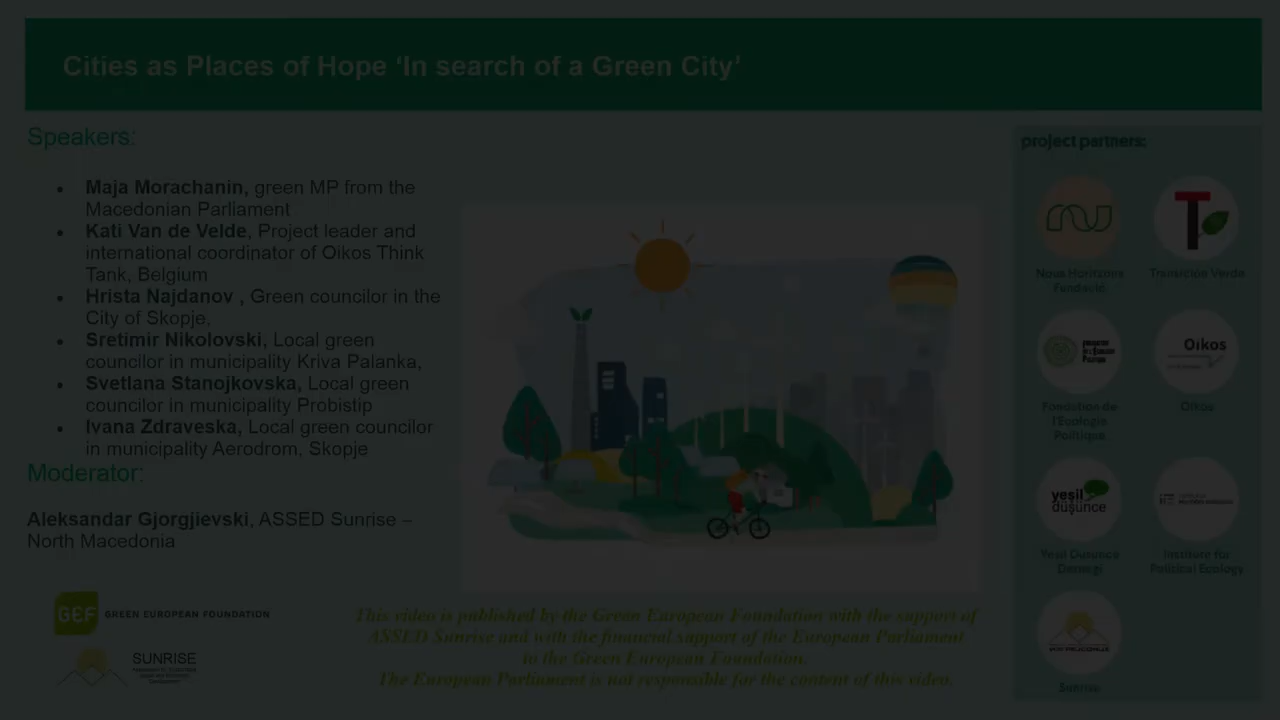 Cities as Places of Hope ‘In search of a Green City’
Speakers:
• Maja Morachanin, green MP from the
Macedonian Parliament
• Kati Van de Velde, Project leader and
international coordinator of Oikos Think
Tank, Belgium
• Hrista Najdanov , Green councilor in the
City of Skopje,
• Sretimir Nikolovski, Local green
councilor in municipality Kriva Palanka,
• Svetlana Stanojkovska, Local green
councilor in municipality Probistip
• Ivana Zdraveska, Local green councilor
in municipality Aerodrom, Skopje
Moderator:
Aleksandar Gjorgjievski, ASSED Sunrise –
North Macedonia
GEF GREEN EUROPEAN FOUNDATION
SUNRISE
This video is published by the Green European Foundation with the support of
ASSED Sunrise and with the financial support of the European Parliament
to the Green European Foundation.
The European Parliament is not responsible for the content of this video.
project partners:
Nous Horitzons
Fundació
Transición Verde
Fondation de
l'Ecologie
Politique
Oikos
Oikos
yeşil
düşünce
Yesil Dusunce
Dernegi
Institute for
Political Ecology
Sunrise